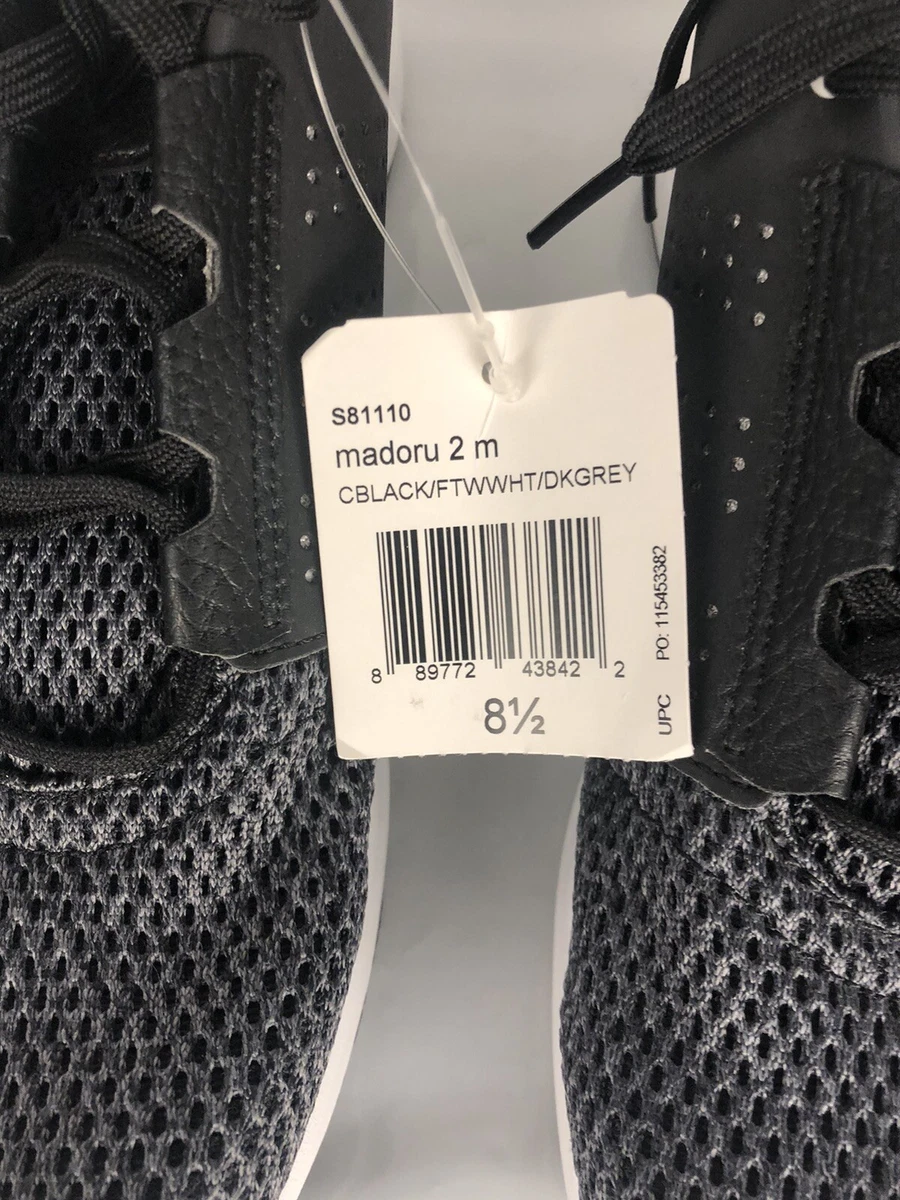 S81110
madoru 2 m
CBLACK/FTWWHT/DKGREY
8 89772 43842 2
8½
UPC PO: 115453382